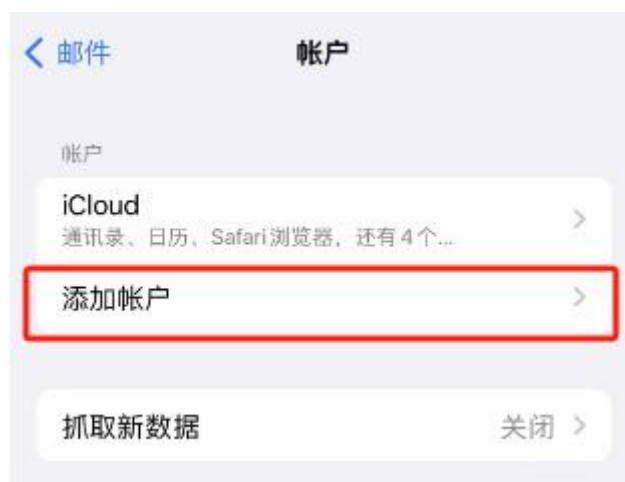 邮件 帐户
帐户
iCloud
通讯录、日历、Safari浏览器，还有4个...
添加帐户
抓取新数据 关闭